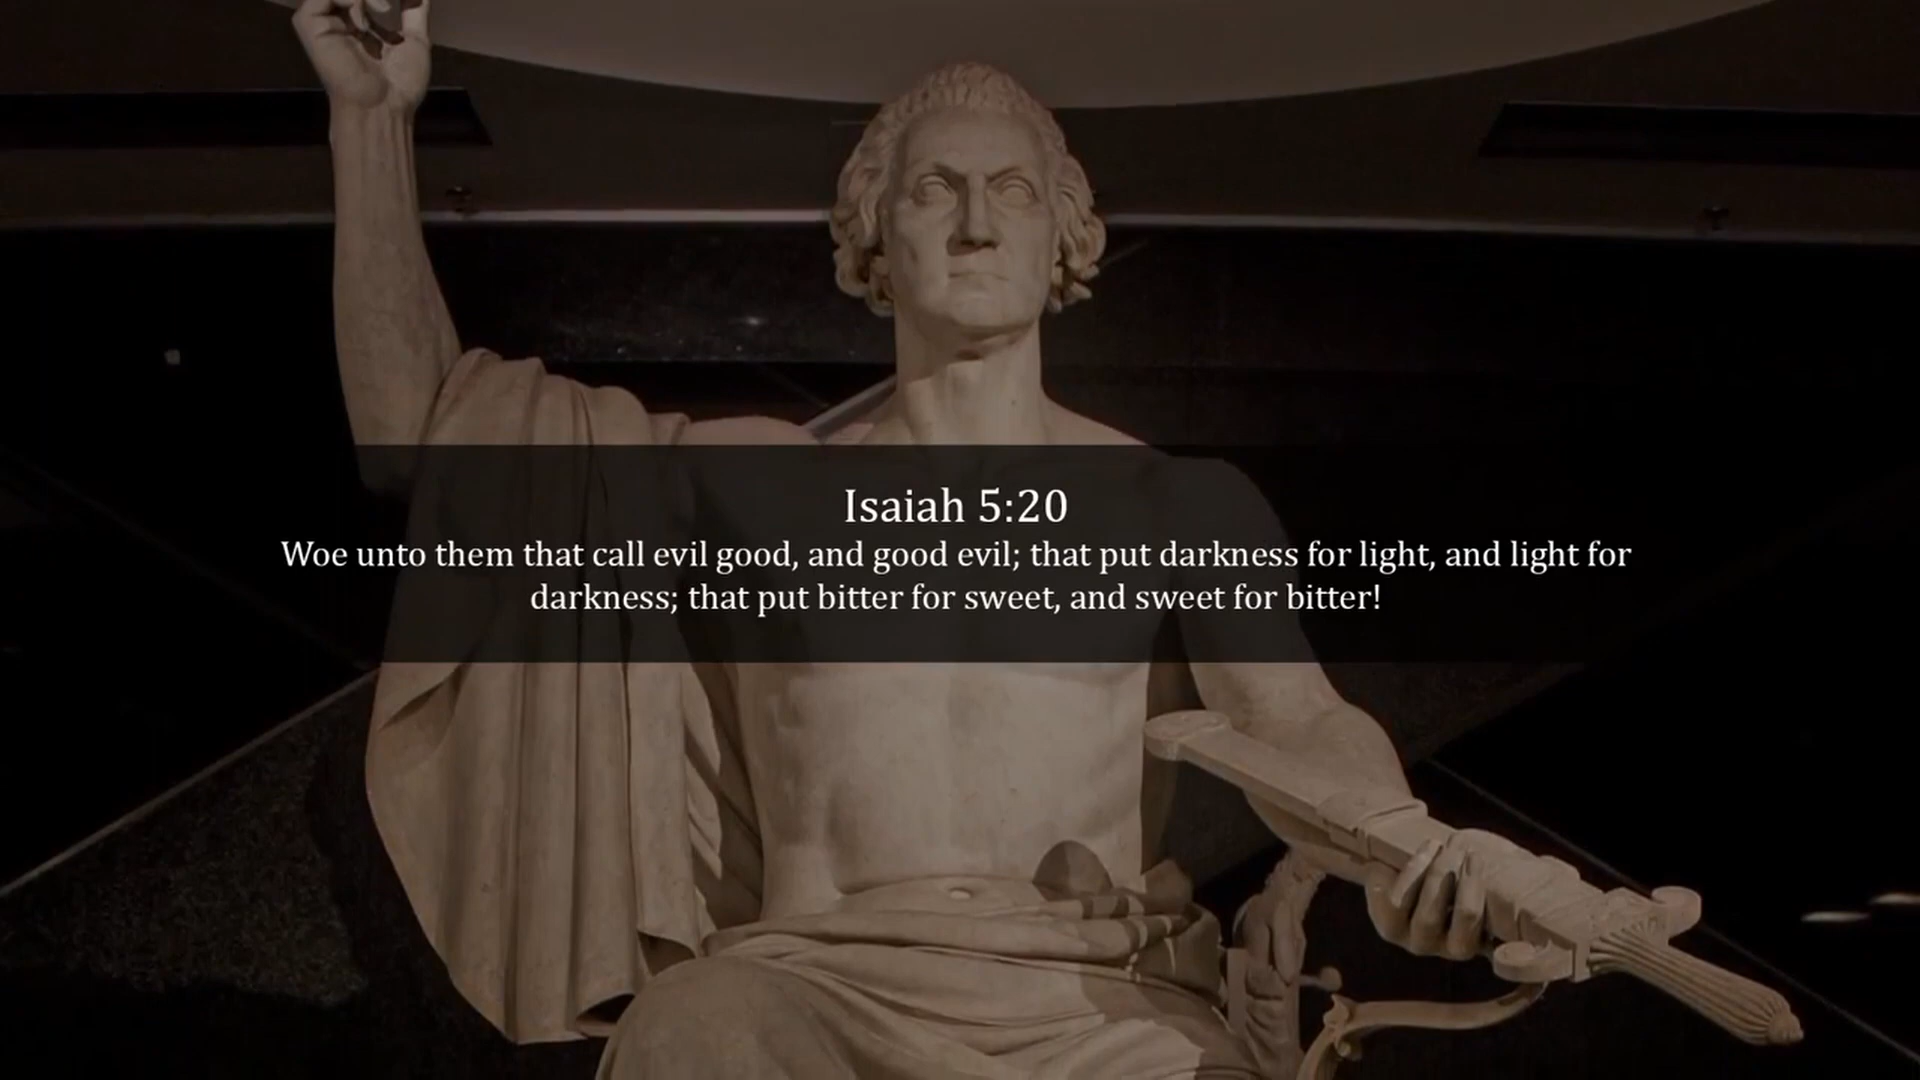 Isaiah 5:20
Woe unto them that call evil good, and good evil; that put darkness for light, and light for
darkness; that put bitter for sweet, and sweet for bitter!